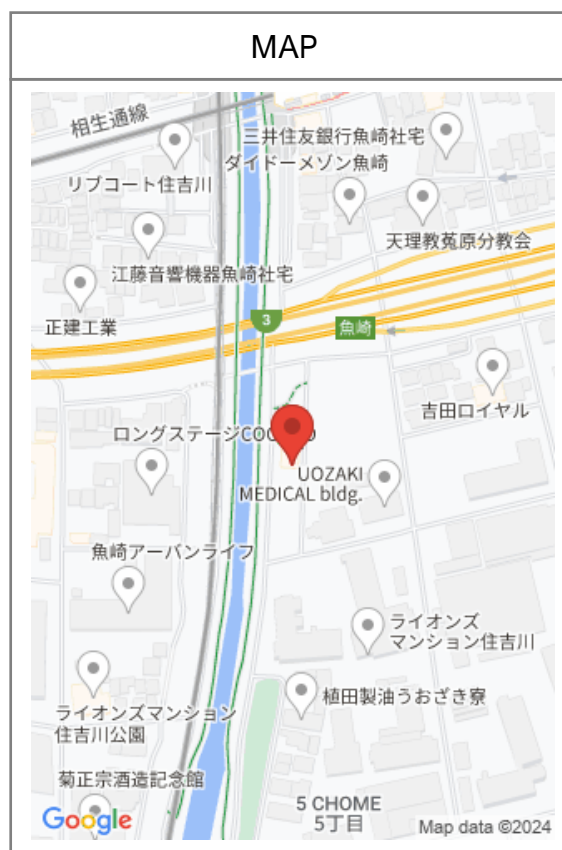 MAP
相生通線
三井住友銀行魚崎社宅
ダイドーメゾン魚崎
リブコート住吉川
天理教菟原分教会
江藤音響機器魚崎社宅
正建工業
3
魚崎
吉田ロイヤル
ロングステージCOO
UOZAKI
MEDICAL bldg.
魚崎アーバンライフ
ライオンズ
マンション住吉川
植田製油うおざき寮
ライオンズマンション
住吉川公園
菊正宗酒造記念館
5 CHOME
5丁目
Google
Map data ©2024